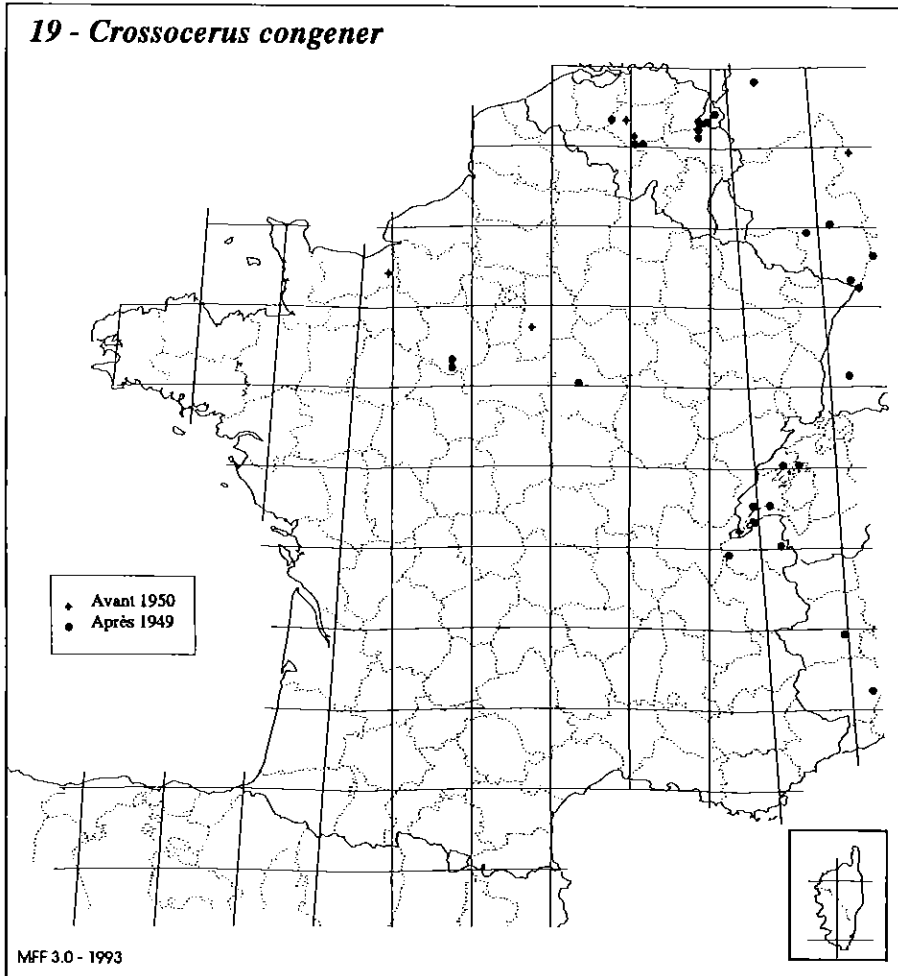 19 - Crossocerus congener
Avant 1950
Après 1949
MFF 3.0 - 1993